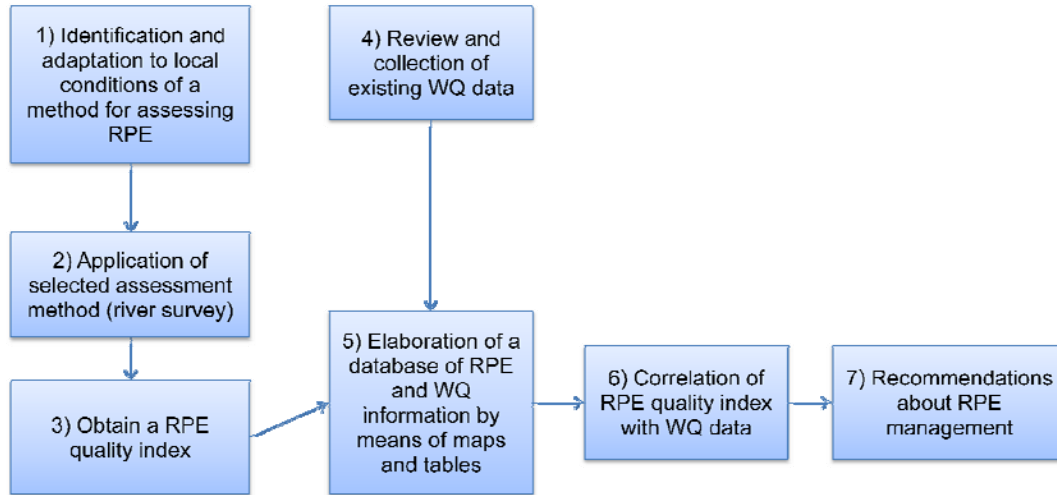 1) Identification and
adaptation to local
conditions of a
method for assessing
RPE
2) Application of
selected assessment
method (river survey)
3) Obtain a RPE
quality index
4) Review and
collection of
existing WQ data
5) Elaboration of a
database of RPE
and WQ
information by
means of maps
and tables
6) Correlation of
RPE quality index
with WQ data
7) Recommendations
about RPE
management